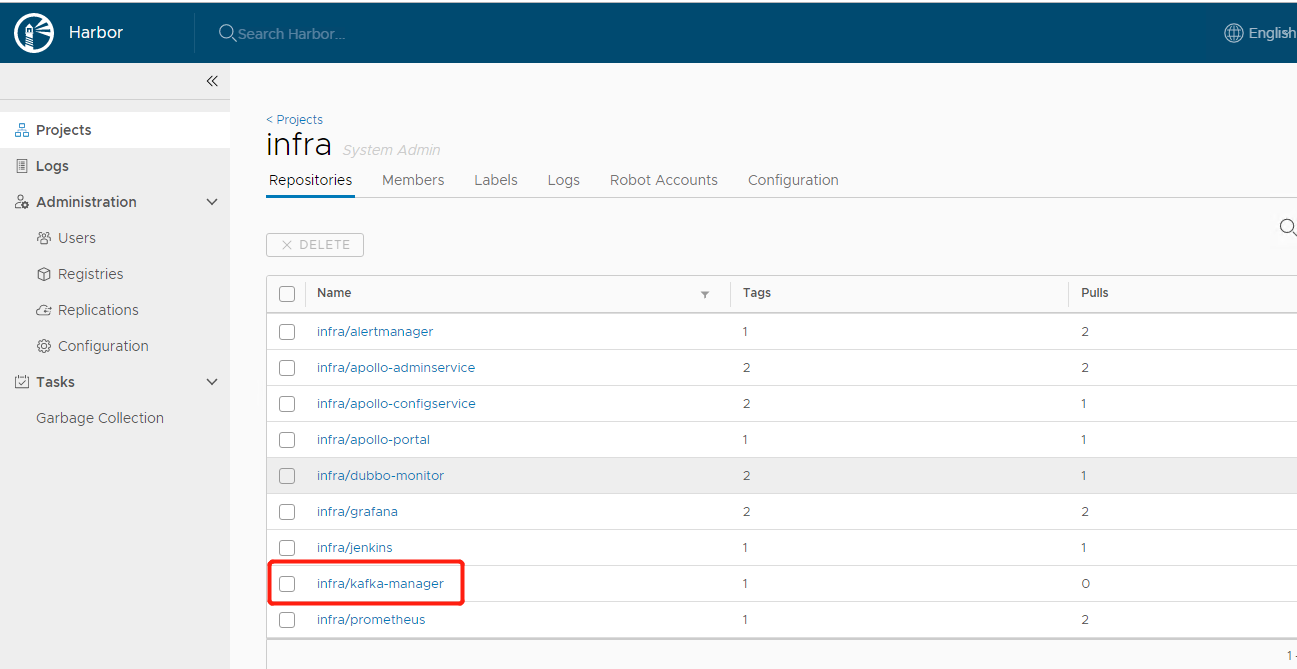 Harbor
Search Harbor...
English
Projects
Logs
Administration
Users
Registries
Replications
Configuration
Tasks
Garbage Collection
< Projects
infra System Admin
Repositories Members Labels Logs Robot Accounts Configuration
DELETE
Name Tags Pulls
infra/alertmanager 1 2
infra/apollo-adminservice 2 2
infra/apollo-configservice 2 1
infra/apollo-portal 1 1
infra/dubbo-monitor 2 1
infra/grafana 2 2
infra/jenkins 1 1
infra/kafka-manager 1 0
infra/prometheus 1 2
1 -